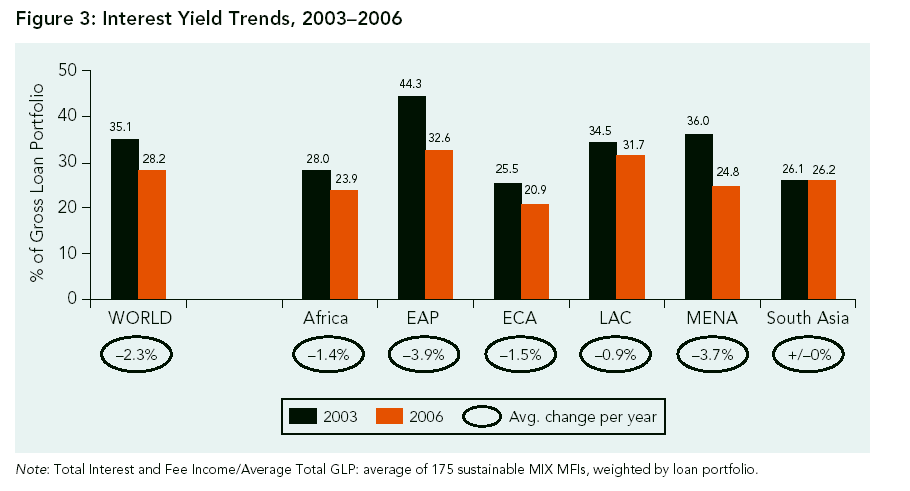 Figure 3: Interest Yield Trends, 2003–2006
% of Gross Loan Portfolio
50
40
30
20
10
0
35.1 28.2
28.0 23.9
44.3 32.6
25.5 20.9
34.5 31.7
36.0 24.8
26.1 26.2
WORLD Africa EAP ECA LAC MENA South Asia
–2.3% –1.4% –3.9% –1.5% –0.9% –3.7% +/–0%
2003 2006 Avg. change per year
Note: Total Interest and Fee Income/Average Total GLP: average of 175 sustainable MIX MFIs, weighted by loan portfolio.